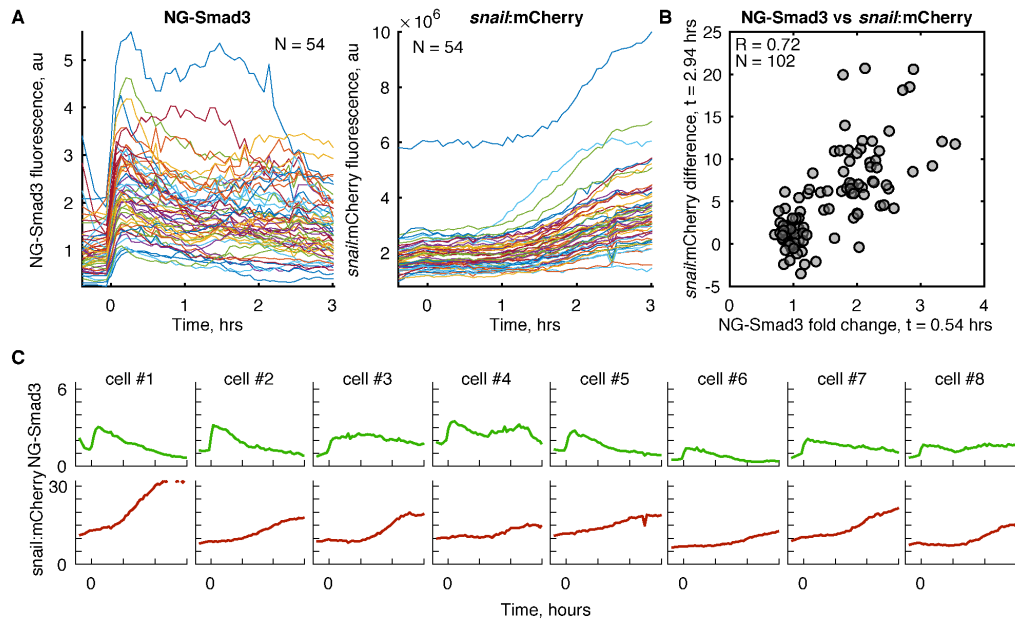 A
NG-Smad3
N = 54
NG-Smad3 fluorescence, au
5
4
3
2
1
0
1
2
3
Time, hrs
snail:mCherry
× 10⁶
N = 54
snail:mCherry fluorescence, au
10
8
6
4
2
0
1
2
3
Time, hrs
B
NG-Smad3 vs snail:mCherry
R = 0.72
N = 102
snail:mCherry difference, t = 2.94 hrs
25
20
15
10
5
0
-5
0
1
2
3
4
NG-Smad3 fold change, t = 0.54 hrs
C
cell #1
cell #2
cell #3
cell #4
cell #5
cell #6
cell #7
cell #8
NG-Smad3
6
0
snail:mCherry
30
0
0
0
0
0
0
0
0
0
Time, hours